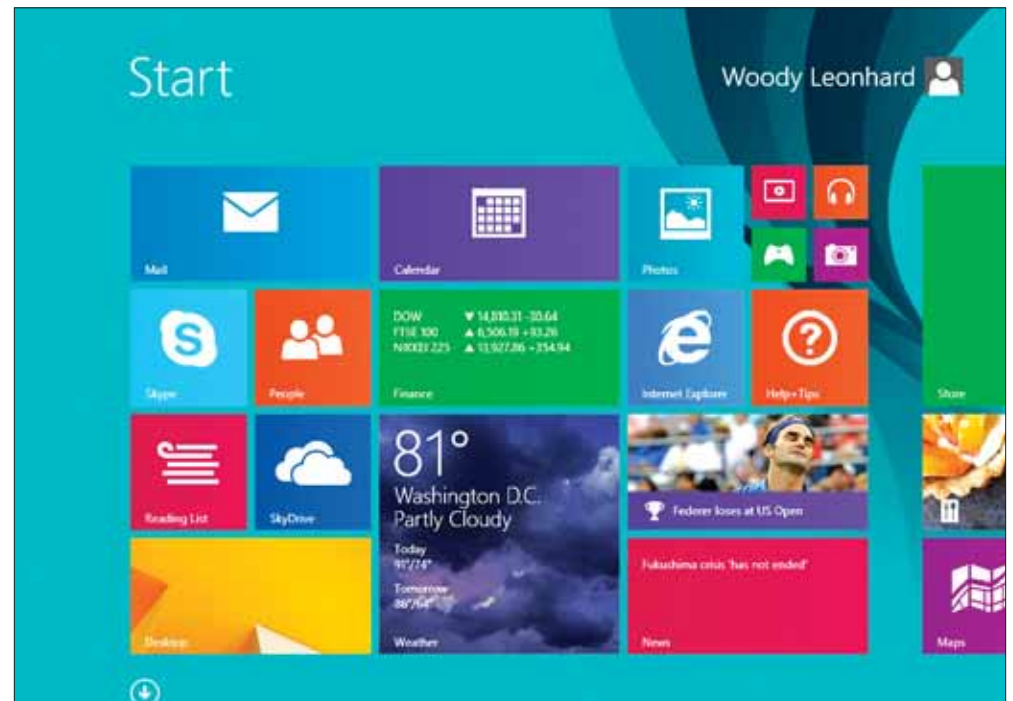 Start
Woody Leonhard
Mail
Calendar
Photos
Skype
People
DOW ▼ 14,810.31 -30.64
FTSE 100 ▲ 6,506.19 +93.26
NIKKEI 225 ▲ 13,927.86 +354.94
Finance
Internet Explorer
Help+Tips
Store
Reading List
SkyDrive
81°
Washington D.C.
Partly Cloudy
Today
91°/74°
Tomorrow
86°/64°
Weather
Federer loses at US Open
Desktop
Fukushima crisis 'has not ended'
News
Maps